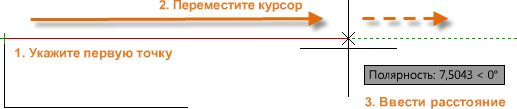 2. Переместите курсор
1. Укажите первую точку
Полярность: 7,5043 < 0°
3. Ввести расстояние